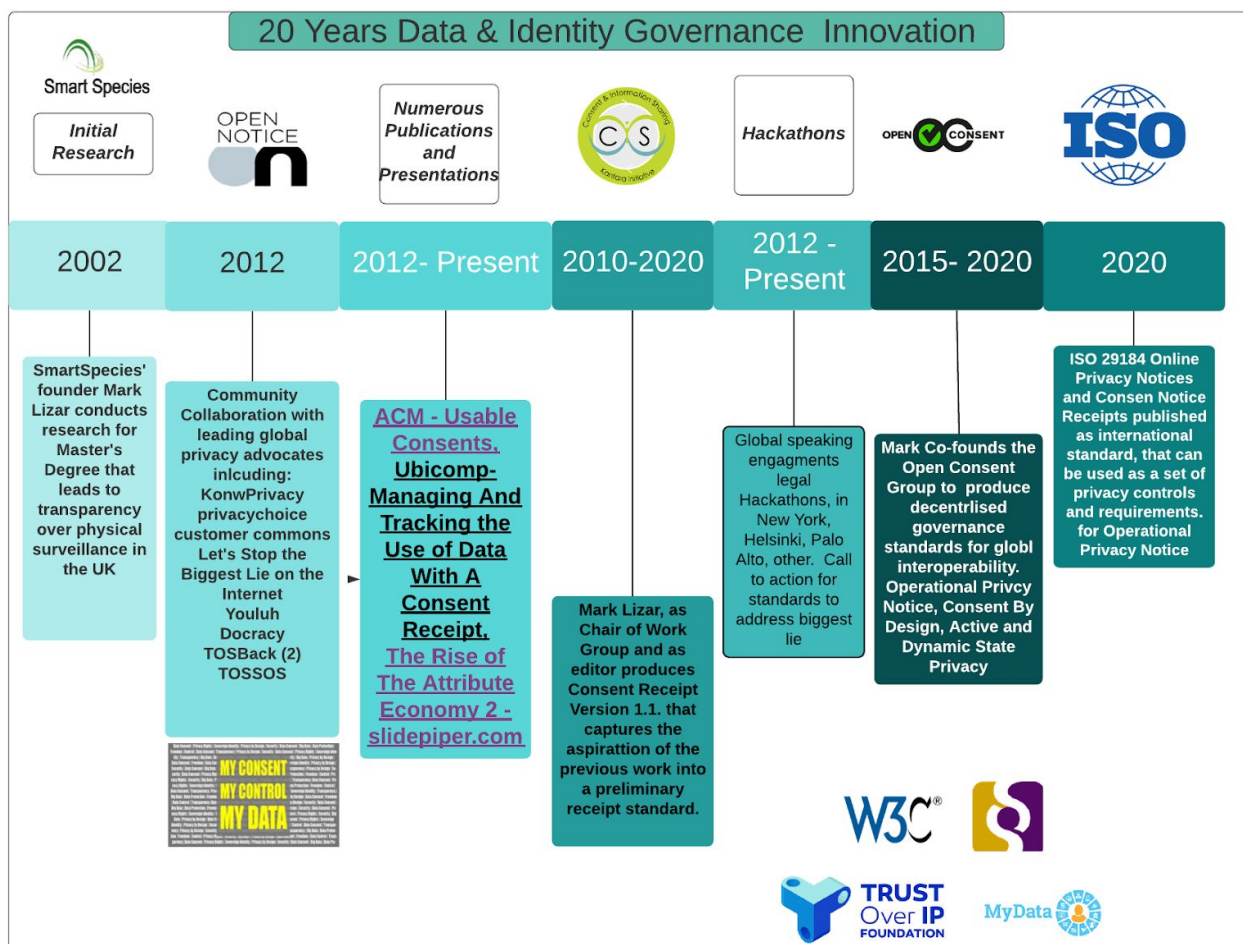 20 Years Data & Identity Governance Innovation
Smart Species
Initial
Research
OPEN
NOTICE
Numerous
Publications
and
Presentations
Consent & Information Sharing
CIS
Kantara Initiative
Hackathons
OPEN CONSENT
ISO
2002
2012
2012- Present
2010-2020
2012 -
Present
2015- 2020
2020
SmartSpecies'
founder Mark
Lizar conducts
research for
Master's
Degree that
leads to
transparency
over physical
surveillance in
the UK
Community
Collaboration with
leading global
privacy advocates
inlcuding:
KonwPrivacy
privacychoice
customer commons
Let's Stop the
Biggest Lie on the
Internet
Youluh
Docracy
TOSBack (2)
TOSSOS
MY CONSENT
MY CONTROL
MY DATA
ACM - Usable
Consents,
Ubicomp-
Managing And
Tracking the
Use of Data
With A
Consent
Receipt,
The Rise of
The Attribute
Economy 2 -
slidepiper.com
Mark Lizar, as
Chair of Work
Group and as
editor produces
Consent Receipt
Version 1.1. that
captures the
aspirattion of the
previous work into
a preliminary
receipt standard.
Global speaking
engagments
legal
Hackathons, in
New York,
Helsinki, Palo
Alto, other. Call
to action for
standards to
address biggest
lie
Mark Co-founds the
Open Consent
Group to produce
decentrlised
governance
standards for globl
interoperability.
Operational Privcy
Notice, Consent By
Design, Active and
Dynamic State
Privacy
ISO 29184 Online
Privacy Notices
and Consen Notice
Receipts published
as international
standard, that can
be used as a set of
privacy controls
and requirements.
for Operational
Privacy Notice
W3C®
TRUST
Over IP
FOUNDATION
MyData